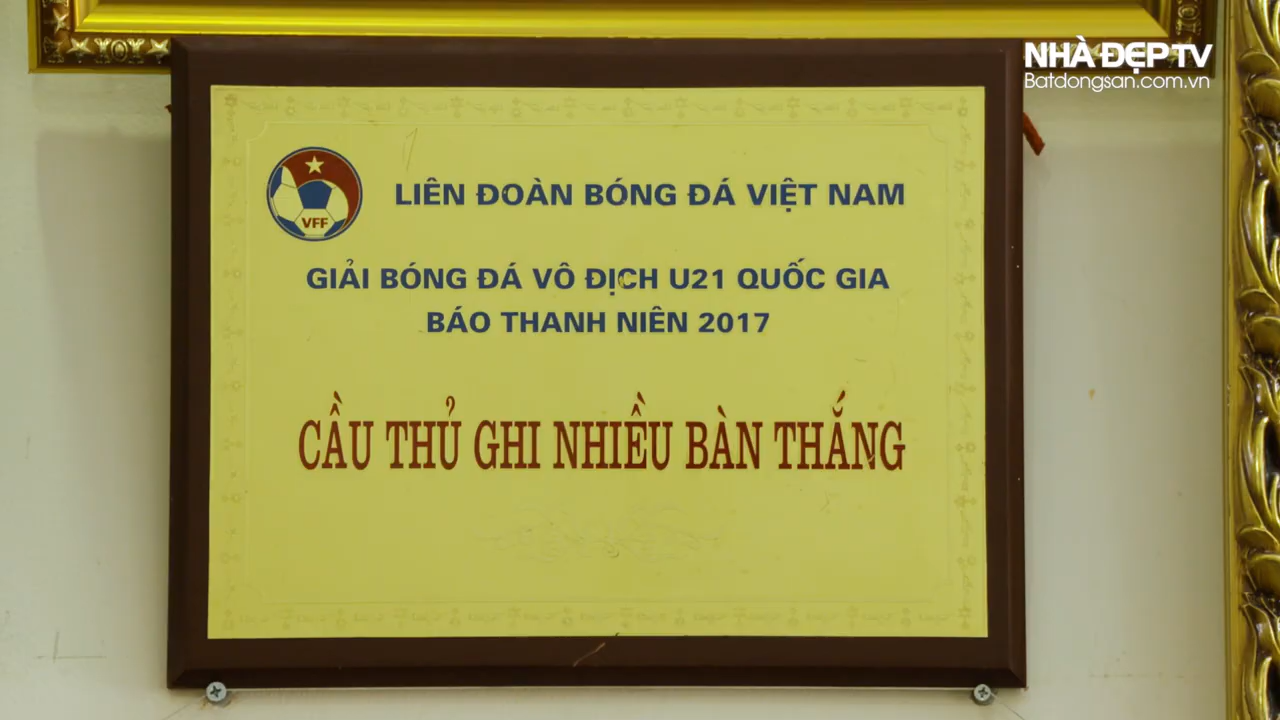 NHÀ ĐẸP TV
Batdongsan.com.vn
VFF
LIÊN ĐOÀN BÓNG ĐÁ VIỆT NAM
GIẢI BÓNG ĐÁ VÔ ĐỊCH U21 QUỐC GIA
BÁO THANH NIÊN 2017
CẦU THỦ GHI NHIỀU BÀN THẮNG